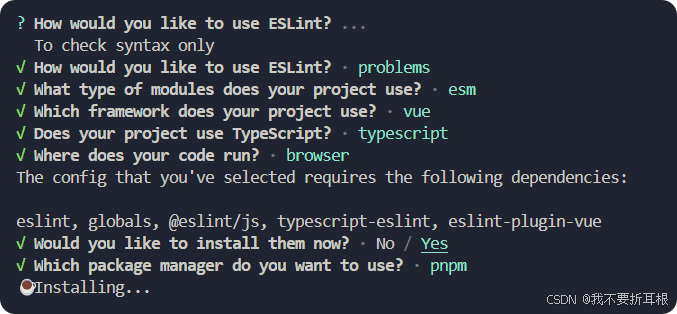 ? How would you like to use ESLint? ...
To check syntax only
√ How would you like to use ESLint? · problems
√ What type of modules does your project use? · esm
√ Which framework does your project use? · vue
√ Does your project use TypeScript? · typescript
√ Where does your code run? · browser
The config that you've selected requires the following dependencies:
eslint, globals, @eslint/js, typescript-eslint, eslint-plugin-vue
√ Would you like to install them now? · No / Yes
√ Which package manager do you want to use? · pnpm
☕Installing...
CSDN @我不要折耳根